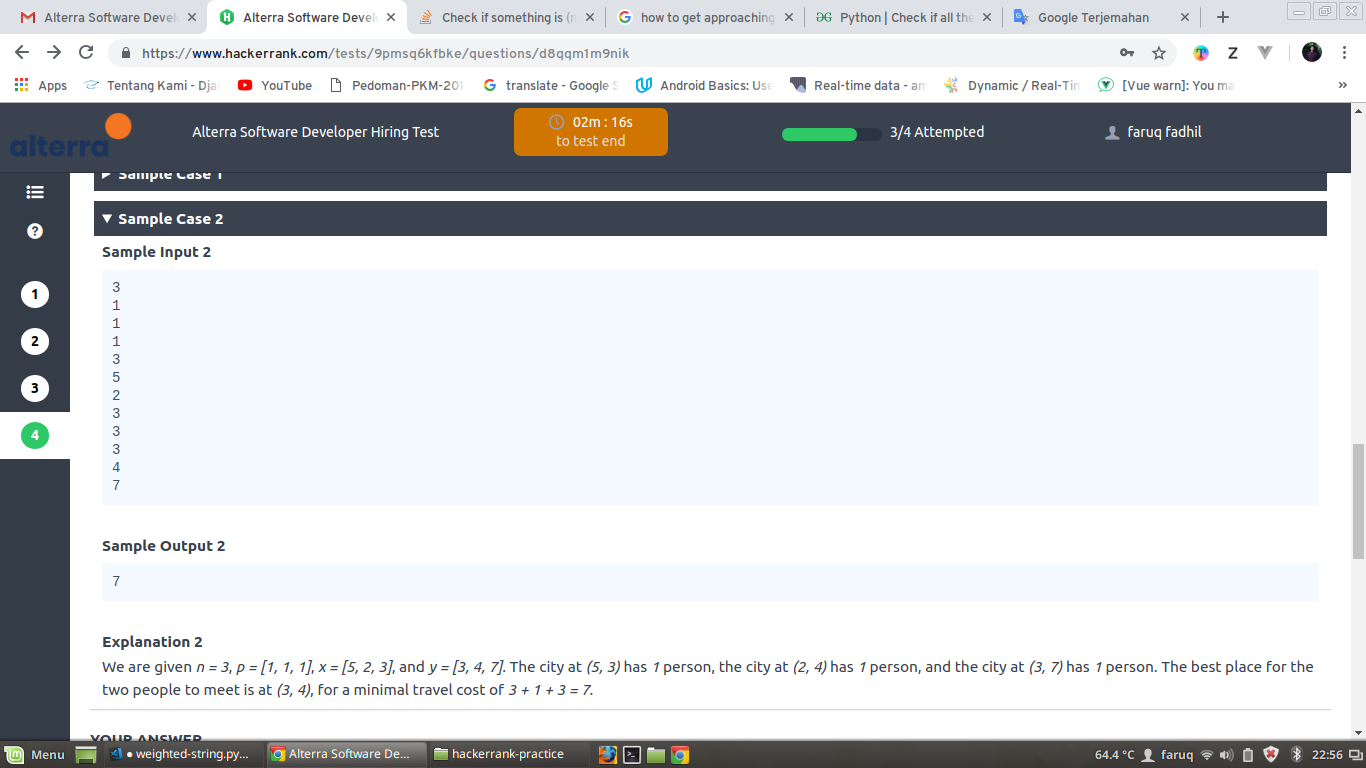 Alterra Software Devel
Alterra Software Devel
Check if something is (n
how to get approaching
Python | Check if all the
Google Terjemahan
https://www.hackerrank.com/tests/9pmsq6kfbke/questions/d8qqm1m9nik
Apps
Tentang Kami - Dja
YouTube
Pedoman-PKM-201
translate - Google S
Android Basics: Use
Real-time data - an
Dynamic / Real-Tim
[Vue warn]: You ma
»
alterra
Alterra Software Developer Hiring Test
02m : 16s
to test end
3/4 Attempted
faruq fadhil
Sample Case 1
Sample Case 2
Sample Input 2
3
1
1
1
3
5
2
3
3
3
4
7
Sample Output 2
7
Explanation 2
We are given n = 3, p = [1, 1, 1], x = [5, 2, 3], and y = [3, 4, 7]. The city at (5, 3) has 1 person, the city at (2, 4) has 1 person, and the city at (3, 7) has 1 person. The best place for the
two people to meet is at (3, 4), for a minimal travel cost of 3 + 1 + 3 = 7.
YOUR ANSWER
1
2
3
4
Menu
• weighted-string.py...
Alterra Software De...
hackerrank-practice
64.4 °C
faruq
22:56